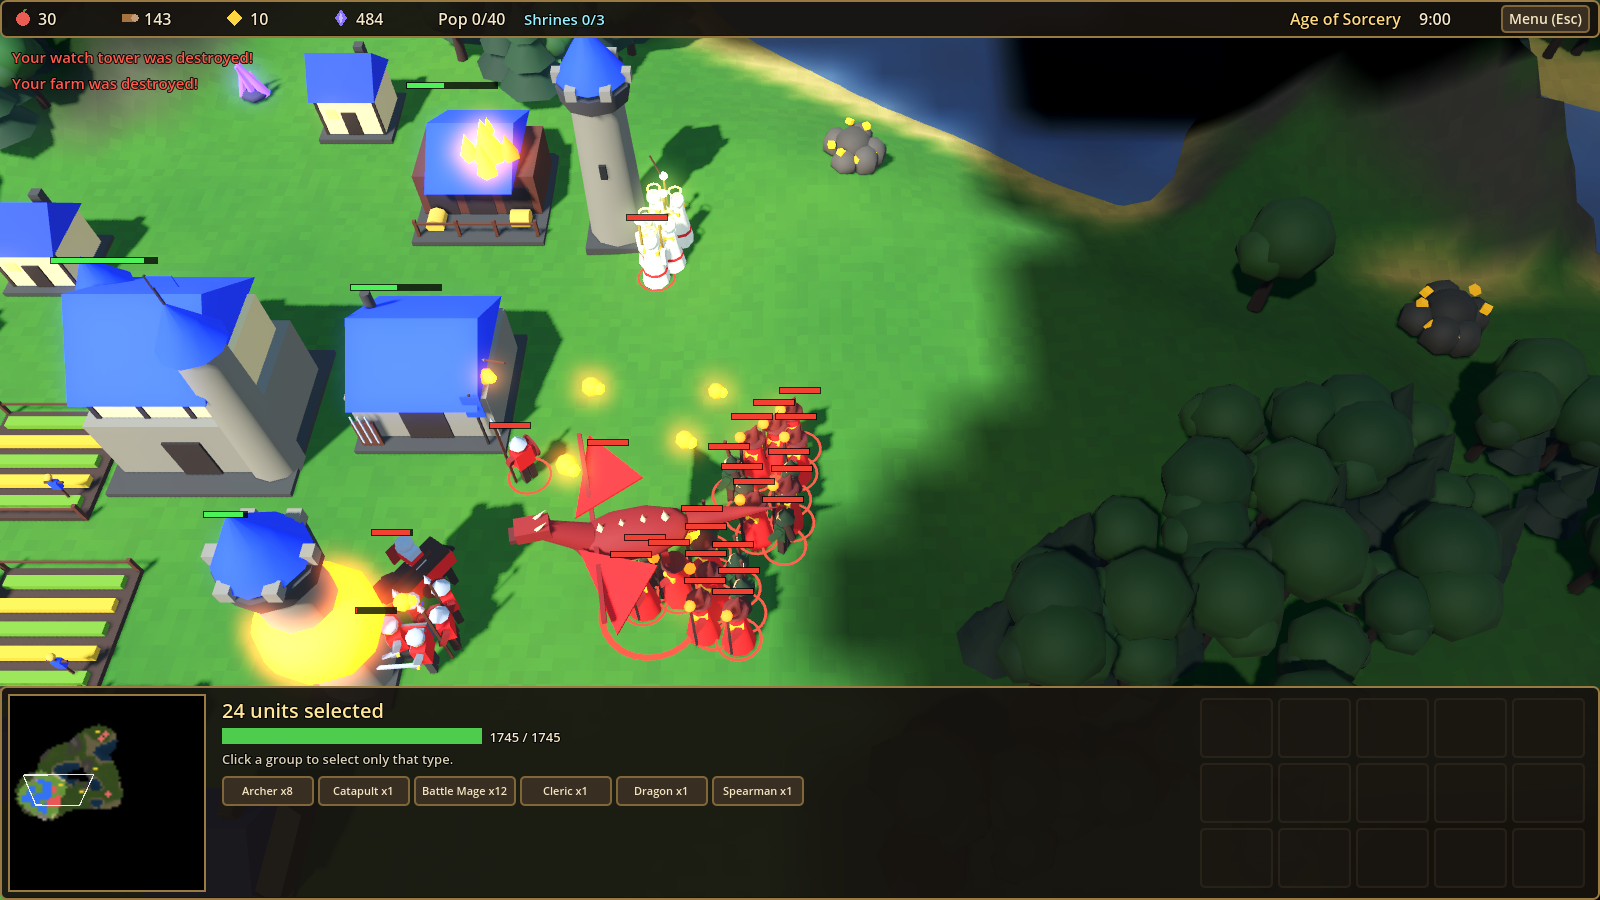 30
143
10
484
Pop 0/40
Shrines 0/3
Age of Sorcery
9:00
Menu (Esc)
Your watch tower was destroyed!
Your farm was destroyed!
24 units selected
1745 / 1745
Click a group to select only that type.
Archer x8
Catapult x1
Battle Mage x12
Cleric x1
Dragon x1
Spearman x1